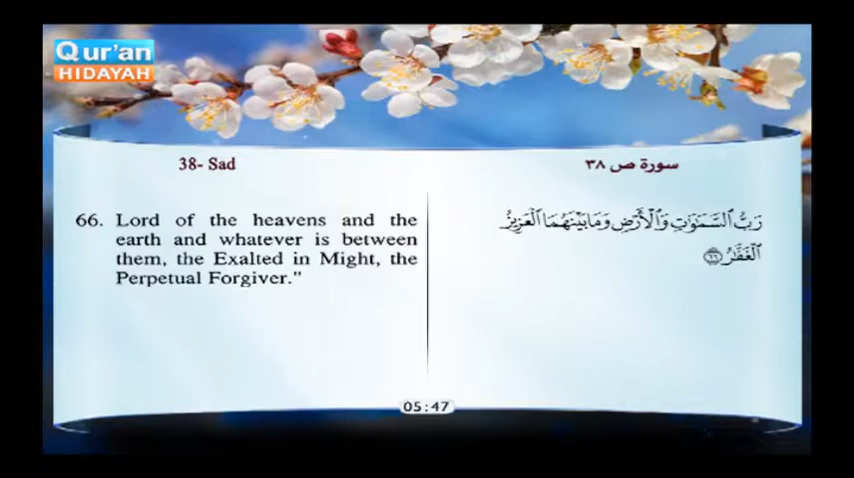 Qur'an
HIDAYAH
38- Sad
سورة ص ٣٨
66. Lord of the heavens and the
earth and whatever is between
them, the Exalted in Might, the
Perpetual Forgiver."
رَبُّ ٱلسَّمَـٰوَٰتِ وَٱلْأَرْضِ وَمَا بَيْنَهُمَا ٱلْعَزِيزُ
ٱلْغَفَّـٰرُ ٦٦
05:47